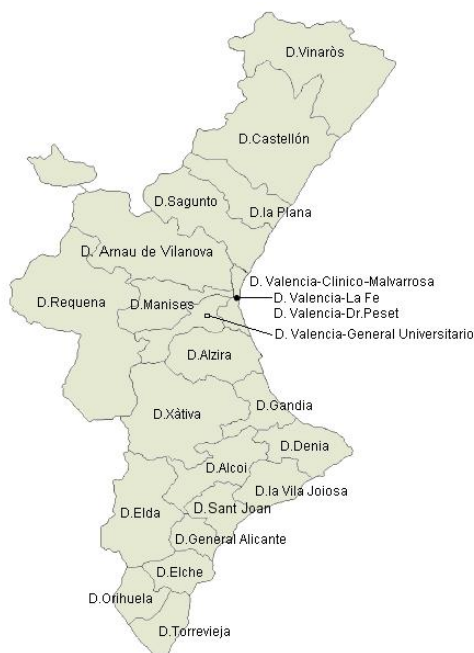 D.Vinaròs
D.Castellón
D.Sagunto
D.la Plana
D. Arnau de Vilanova
D. Valencia-Clinico-Malvarrosa
D.Requena
D.Manises
D. Valencia-La Fe
D. Valencia-Dr.Peset
D. Valencia-General Universitario
D.Alzira
D.Gandia
D.Xàtiva
D.Denia
D.Alcoi
D.la Vila Joiosa
D.Elda
D.Sant Joan
D.General Alicante
D.Elche
D.Orihuela
D.Torrevieja